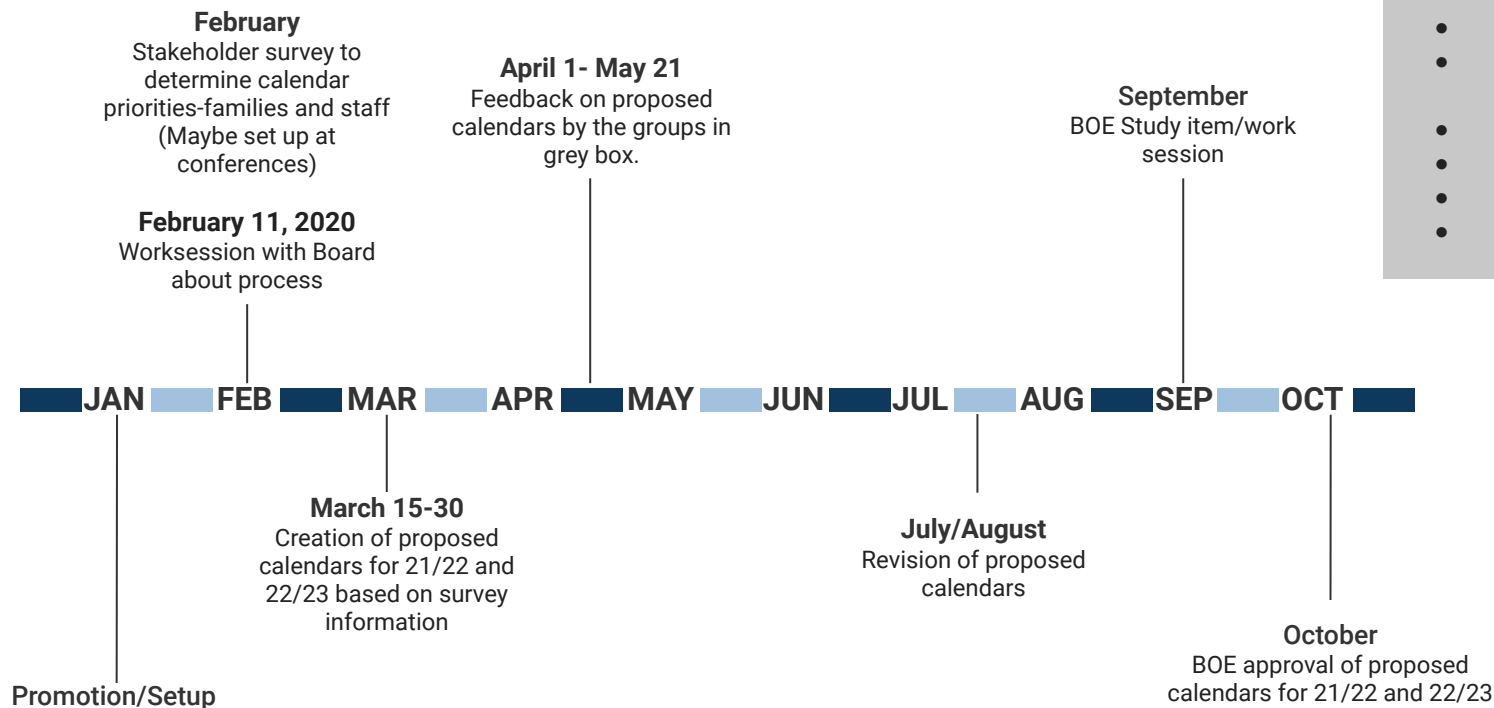 February
Stakeholder survey to
determine calendar
priorities-families and staff
(Maybe set up at
conferences)
February 11, 2020
Worksession with Board
about process
April 1- May 21
Feedback on proposed
calendars by the groups in
grey box.
September
BOE Study item/work
session
JAN FEB MAR APR MAY JUN JUL AUG SEP OCT
March 15-30
Creation of proposed
calendars for 21/22 and
22/23 based on survey
information
July/August
Revision of proposed
calendars
October
BOE approval of proposed
calendars for 21/22 and 22/23
Promotion/Setup